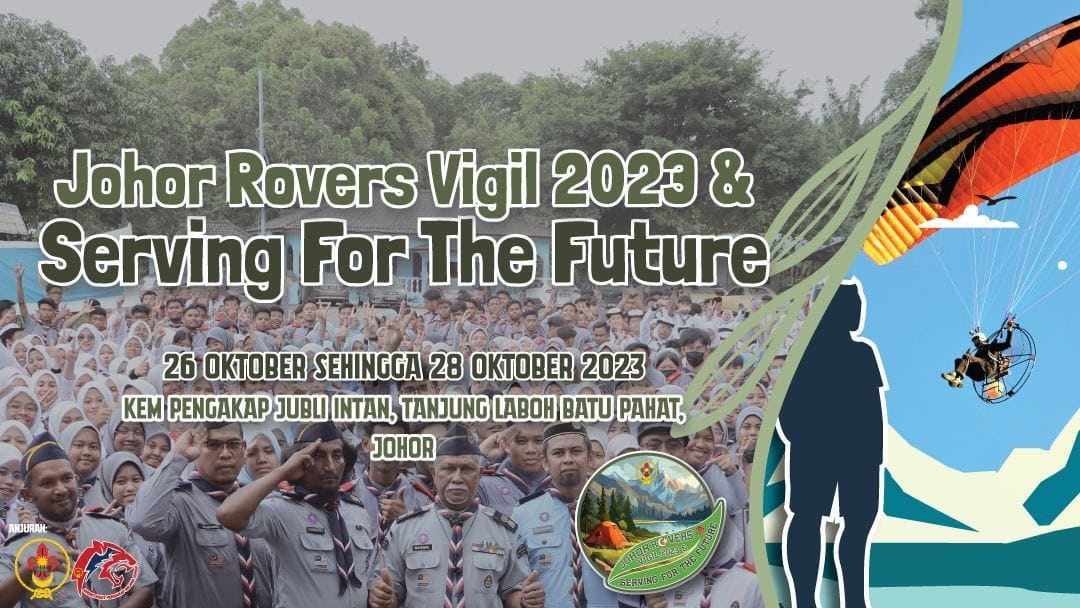 Johor Rovers Vigil 2023 &
Serving For The Future
26 OKTOBER SEHINGGA 28 OKTOBER 2023
KEM PENGAKAP JUBLI INTAN, TANJUNG LABOH BATU PAHAT,
JOHOR
ANJURAN:
JOHOR ROVERS
VIGIL 2023 &
SERVING FOR THE FUTURE